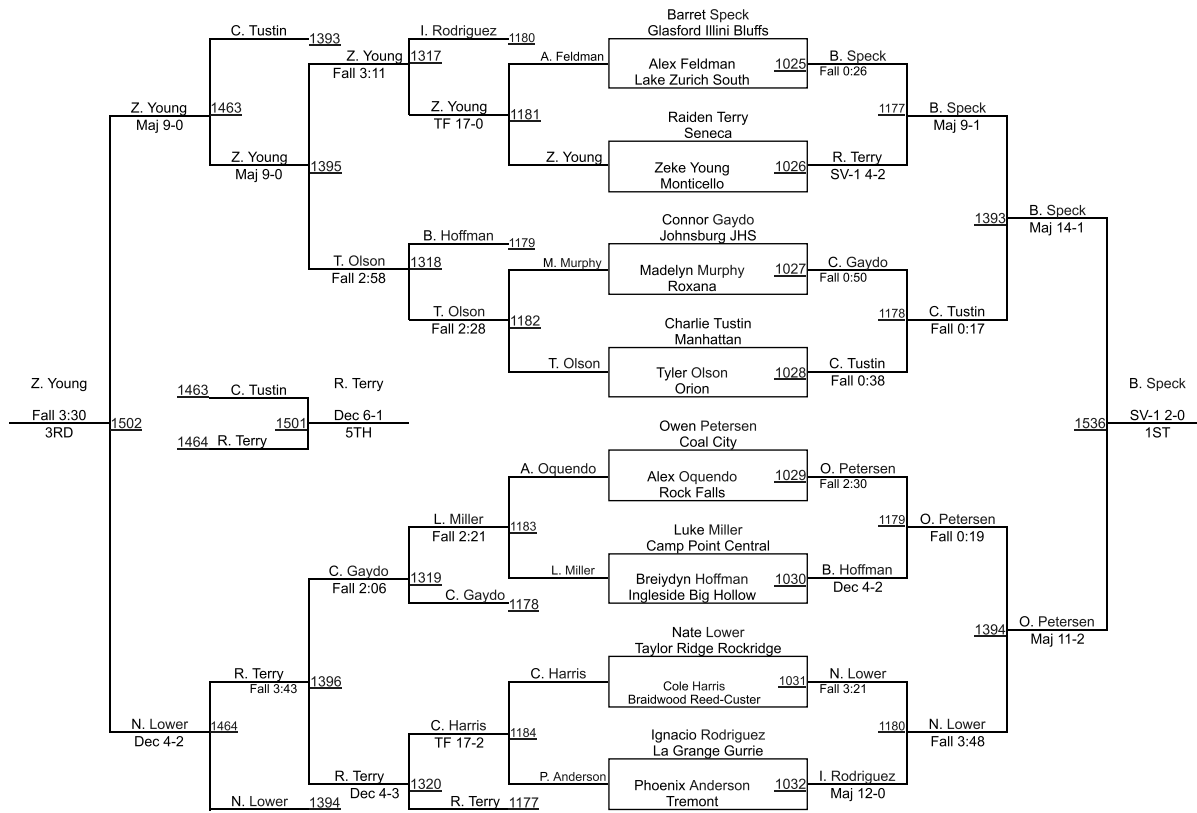 Barret Speck
Glasford Illini Bluffs
C. Tustin
1393
I. Rodriguez
1180
Z. Young
1317
Fall 3:11
A. Feldman
Alex Feldman
Lake Zurich South
1025
B. Speck
Fall 0:26
Z. Young
1463
Maj 9-0
Z. Young
TF 17-0
1181
Raiden Terry
Seneca
1177
B. Speck
Maj 9-1
Z. Young
Maj 9-0
1395
Z. Young
Zeke Young
Monticello
1026
R. Terry
SV-1 4-2
Connor Gaydo
Johnsburg JHS
1393
B. Speck
Maj 14-1
B. Hoffman
1179
T. Olson
1318
Fall 2:58
M. Murphy
Madelyn Murphy
Roxana
1027
C. Gaydo
Fall 0:50
T. Olson
Fall 2:28
1182
Charlie Tustin
Manhattan
1178
C. Tustin
Fall 0:17
T. Olson
Tyler Olson
Orion
1028
C. Tustin
Fall 0:38
Z. Young
Fall 3:30
3RD
1502
1463
C. Tustin
1501
1464
R. Terry
R. Terry
Dec 6-1
5TH
B. Speck
1536
SV-1 2-0
1ST
Owen Petersen
Coal City
A. Oquendo
Alex Oquendo
Rock Falls
1029
O. Petersen
Fall 2:30
L. Miller
Fall 2:21
1183
Luke Miller
Camp Point Central
1179
O. Petersen
Fall 0:19
C. Gaydo
Fall 2:06
1319
C. Gaydo
1178
L. Miller
Breiydyn Hoffman
Ingleside Big Hollow
1030
B. Hoffman
Dec 4-2
Nate Lower
Taylor Ridge Rockridge
1394
O. Petersen
Maj 11-2
R. Terry
Fall 3:43
1396
C. Harris
Cole Harris
Braidwood Reed-Custer
1031
N. Lower
Fall 3:21
N. Lower
Dec 4-2
1464
C. Harris
TF 17-2
1184
Ignacio Rodriguez
La Grange Gurrie
1180
N. Lower
Fall 3:48
R. Terry
Dec 4-3
1320
P. Anderson
Phoenix Anderson
Tremont
1032
I. Rodriguez
Maj 12-0
N. Lower
1394
R. Terry
1177